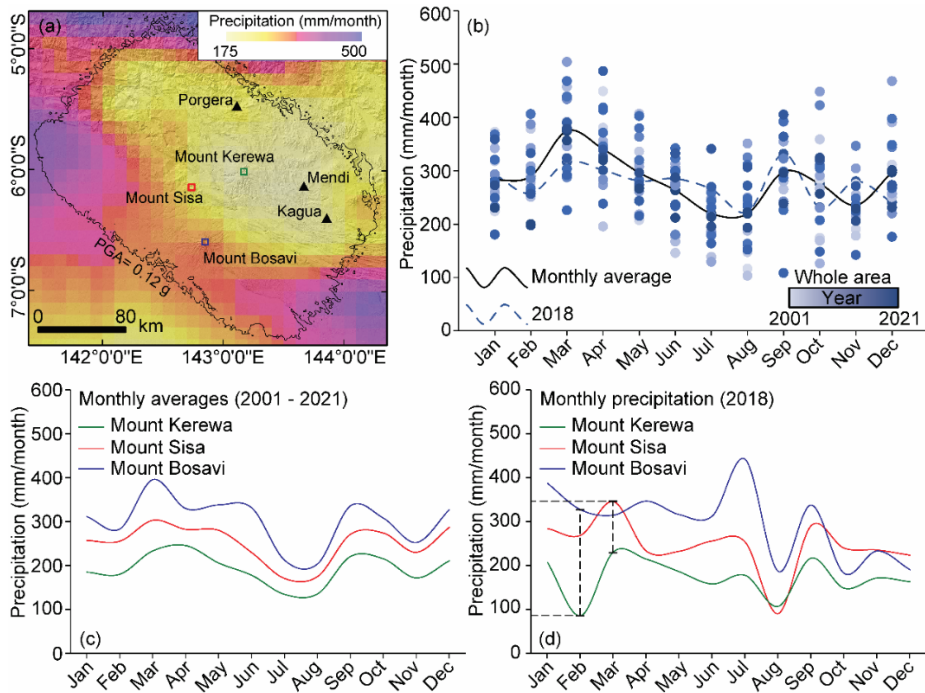 (a)
Precipitation (mm/month)
175 500
5°0'0"S
6°0'0"S
7°0'0"S
Porgera
Mount Kerewa
Mendi
Mount Sisa
Kagua
Mount Bosavi
PGA= 0.12 g
0 80
km
142°0'0"E 143°0'0"E 144°0'0"E
(b)
Precipitation (mm/month)
600
500
400
300
200
100
0
Monthly average
2018
Whole area
Year
2001 2021
Jan Feb Mar Apr May Jun Jul Aug Sep Oct Nov Dec
Monthly averages (2001 - 2021)
Mount Kerewa
Mount Sisa
Mount Bosavi
Precipitation (mm/month)
600
500
400
300
200
100
0
(c)
Jan Feb Mar Apr May Jun Jul Aug Sep Oct Nov Dec
Monthly precipitation (2018)
Mount Kerewa
Mount Sisa
Mount Bosavi
Precipitation (mm/month)
600
500
400
300
200
100
0
(d)
Jan Feb Mar Apr May Jun Jul Aug Sep Oct Nov Dec